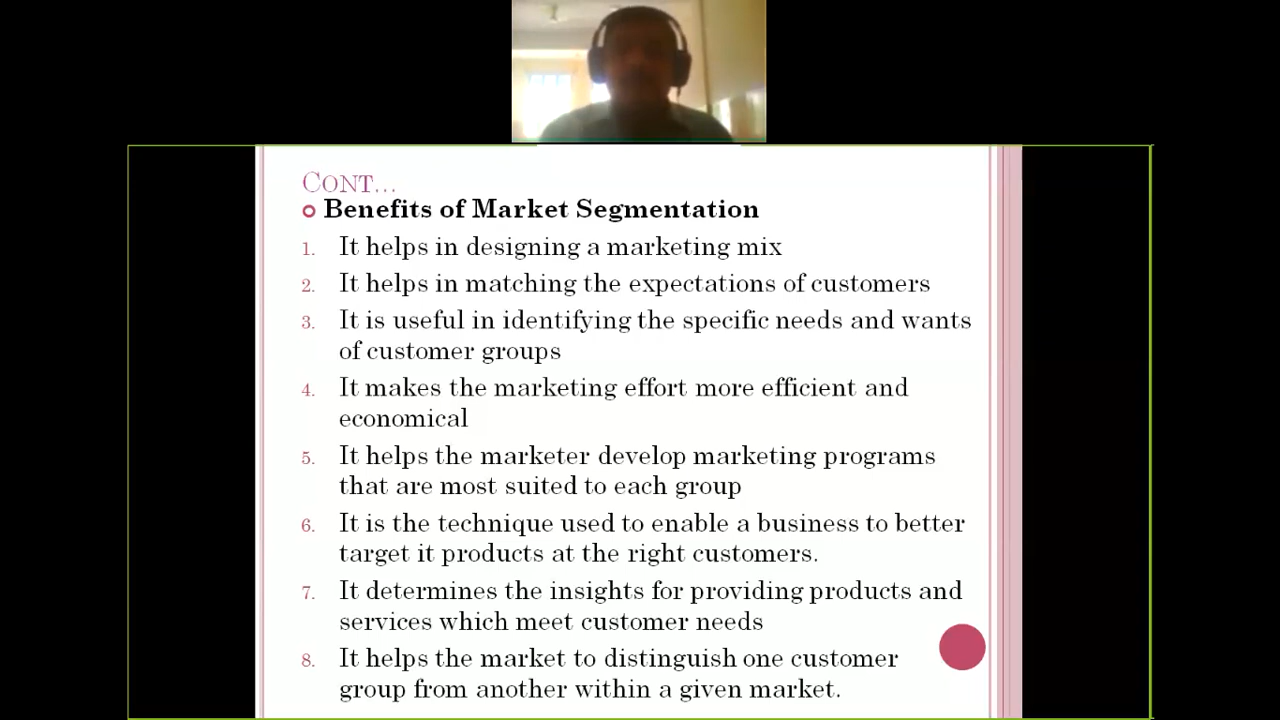 CONT...
Benefits of Market Segmentation
1. It helps in designing a marketing mix
2. It helps in matching the expectations of customers
3. It is useful in identifying the specific needs and wants
of customer groups
4. It makes the marketing effort more efficient and
economical
5. It helps the marketer develop marketing programs
that are most suited to each group
6. It is the technique used to enable a business to better
target it products at the right customers.
7. It determines the insights for providing products and
services which meet customer needs
8. It helps the market to distinguish one customer
group from another within a given market.